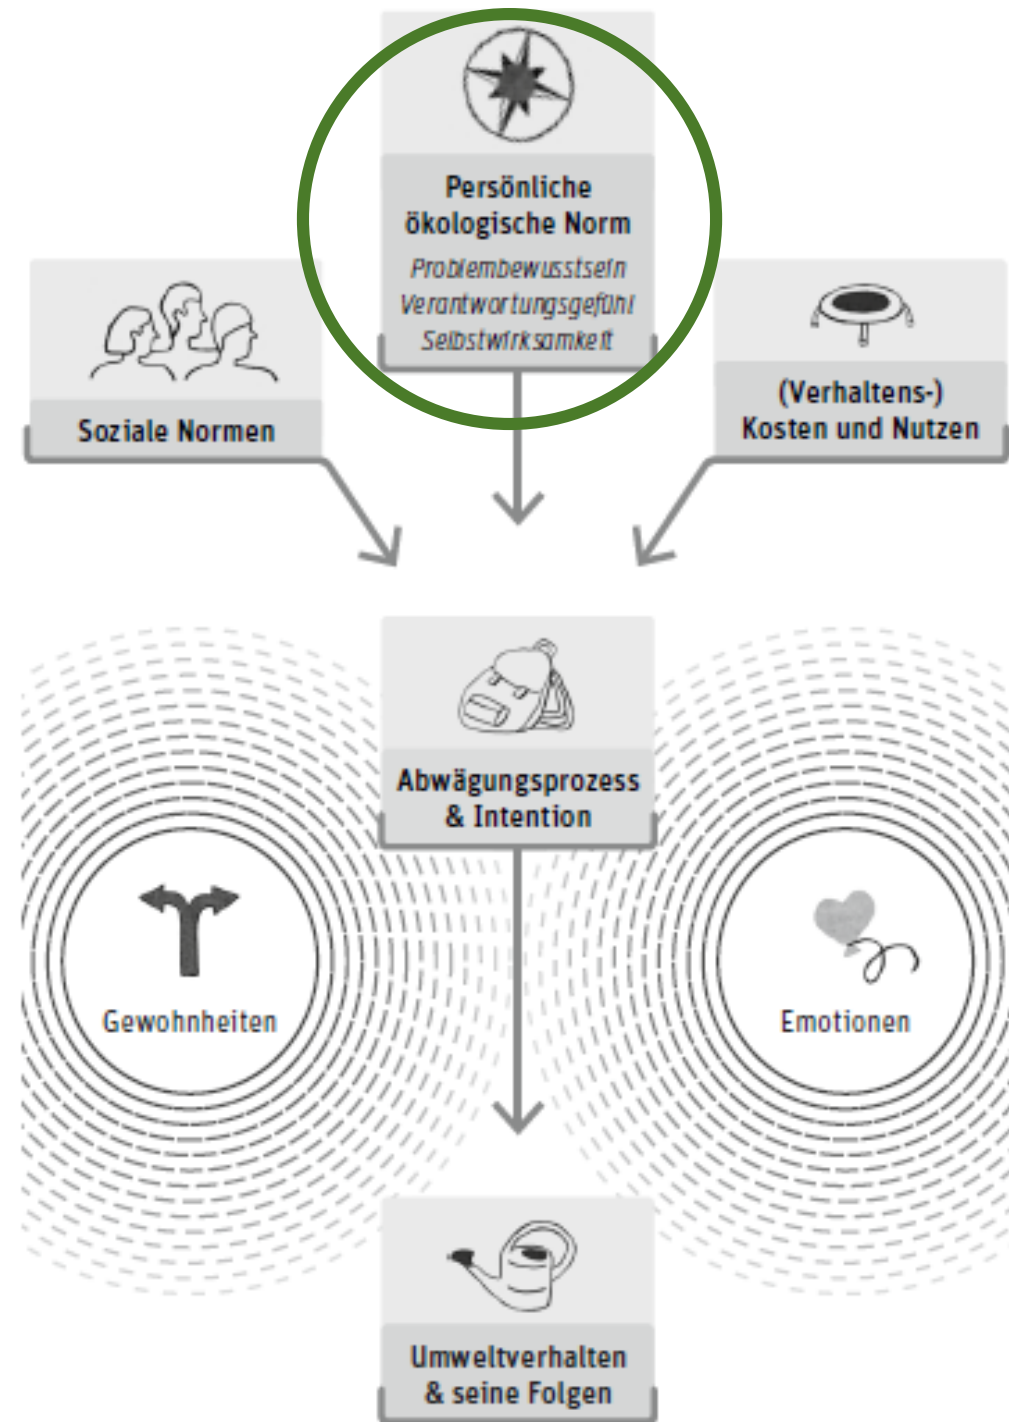 Persönliche
ökologische Norm
Problembewusstsein
Verantwortungsgefühl
Selbstwirksamkeit
Soziale Normen
(Verhaltens-)
Kosten und Nutzen
Abwägungsprozess
& Intention
Gewohnheiten
Emotionen
Umweltverhalten
& seine Folgen